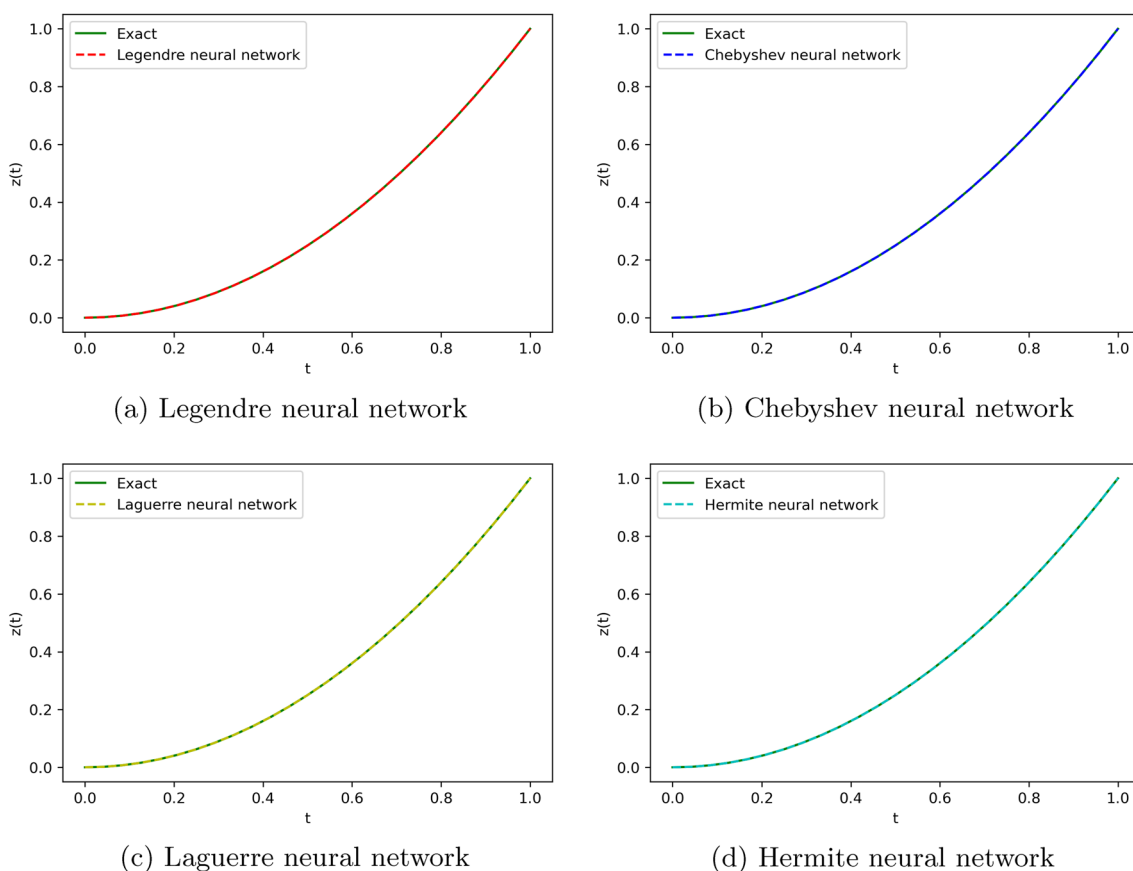 Exact
Legendre neural network
1.0
0.8
0.6
0.4
0.2
0.0
z(t)
0.0 0.2 0.4 0.6 0.8 1.0
t
(a) Legendre neural network
Exact
Chebyshev neural network
1.0
0.8
0.6
0.4
0.2
0.0
z(t)
0.0 0.2 0.4 0.6 0.8 1.0
t
(b) Chebyshev neural network
Exact
Laguerre neural network
1.0
0.8
0.6
0.4
0.2
0.0
z(t)
0.0 0.2 0.4 0.6 0.8 1.0
t
(c) Laguerre neural network
Exact
Hermite neural network
1.0
0.8
0.6
0.4
0.2
0.0
z(t)
0.0 0.2 0.4 0.6 0.8 1.0
t
(d) Hermite neural network